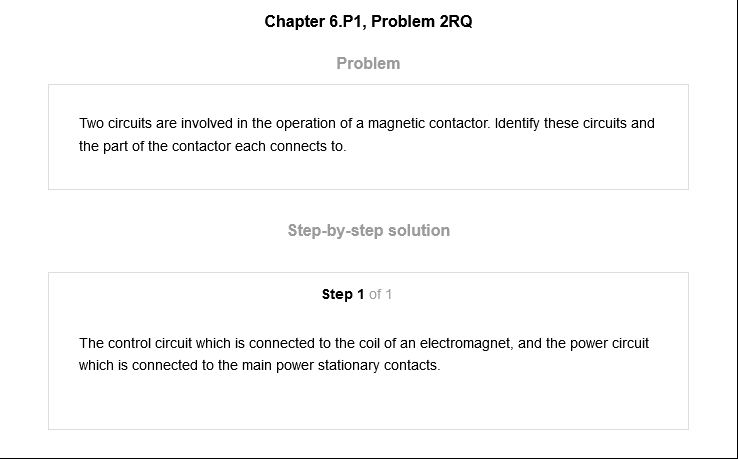 Chapter 6.P1, Problem 2RQ
Problem
Two circuits are involved in the operation of a magnetic contactor. Identify these circuits and
the part of the contactor each connects to.
Step-by-step solution
Step 1 of 1
The control circuit which is connected to the coil of an electromagnet, and the power circuit
which is connected to the main power stationary contacts.